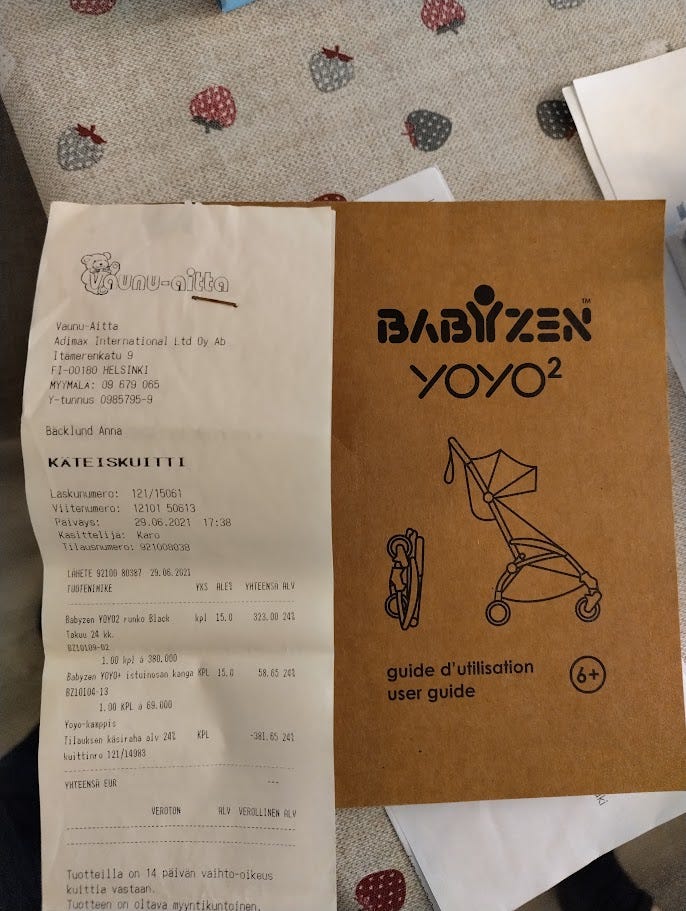 Vaunu-aitta
Vaunu-Aitta
Adimax International Ltd Oy Ab
Itämerenkatu 9
FI-00180 HELSINKI
MYYMÄLÄ: 09 679 065
Y-tunnus 0985795-9
Bäcklund Anna
KÄTEISKUITTI
Laskunumero: 121/15061
Viitenumero: 12101 50613
Päiväys: 29.06.2021 17:38
Käsittelijä: Karo
Tilausnumero: 921008038
LÄHETE 92100 80387 29.06.2021
TUOTENIMIKE YKS ALE% YHTEENSÄ ALV
Babyzen YOYO2 runko Black kpl 15.0 323.00 24%
Takuu 24 kk.
BZ10109-02
1.00 kpl á 380.000
Babyzen YOYO+ istuinosan kanga KPL 15.0 58.65 24%
BZ10104-13
1.00 KPL á 69.000
Yoyo-kamppis
Tilauksen käsiraha alv 24% KPL -381.65 24%
kuittinro 121/14983
YHTEENSÄ EUR ---
VEROTON ALV VEROLLINEN ALV
Tuotteilla on 14 päivän vaihto-oikeus
kuittia vastaan.
Tuotteen on oltava myyntikuntoinen,
BABYZEN™
YOYO²
guide d'utilisation
user guide
6+